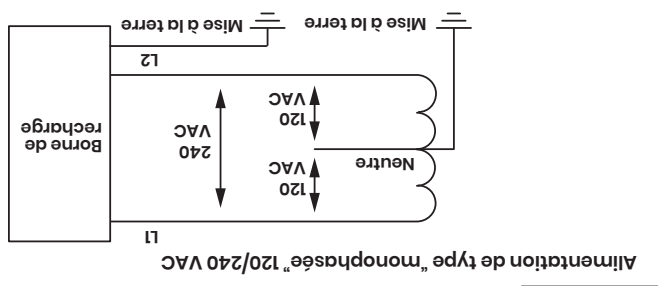 Alimentation de type "monophasée" 120/240 VAC
L1
120
VAC
Neutre
240
VAC
120
VAC
Borne de
recharge
L2
Mise à la terre
Mise à la terre